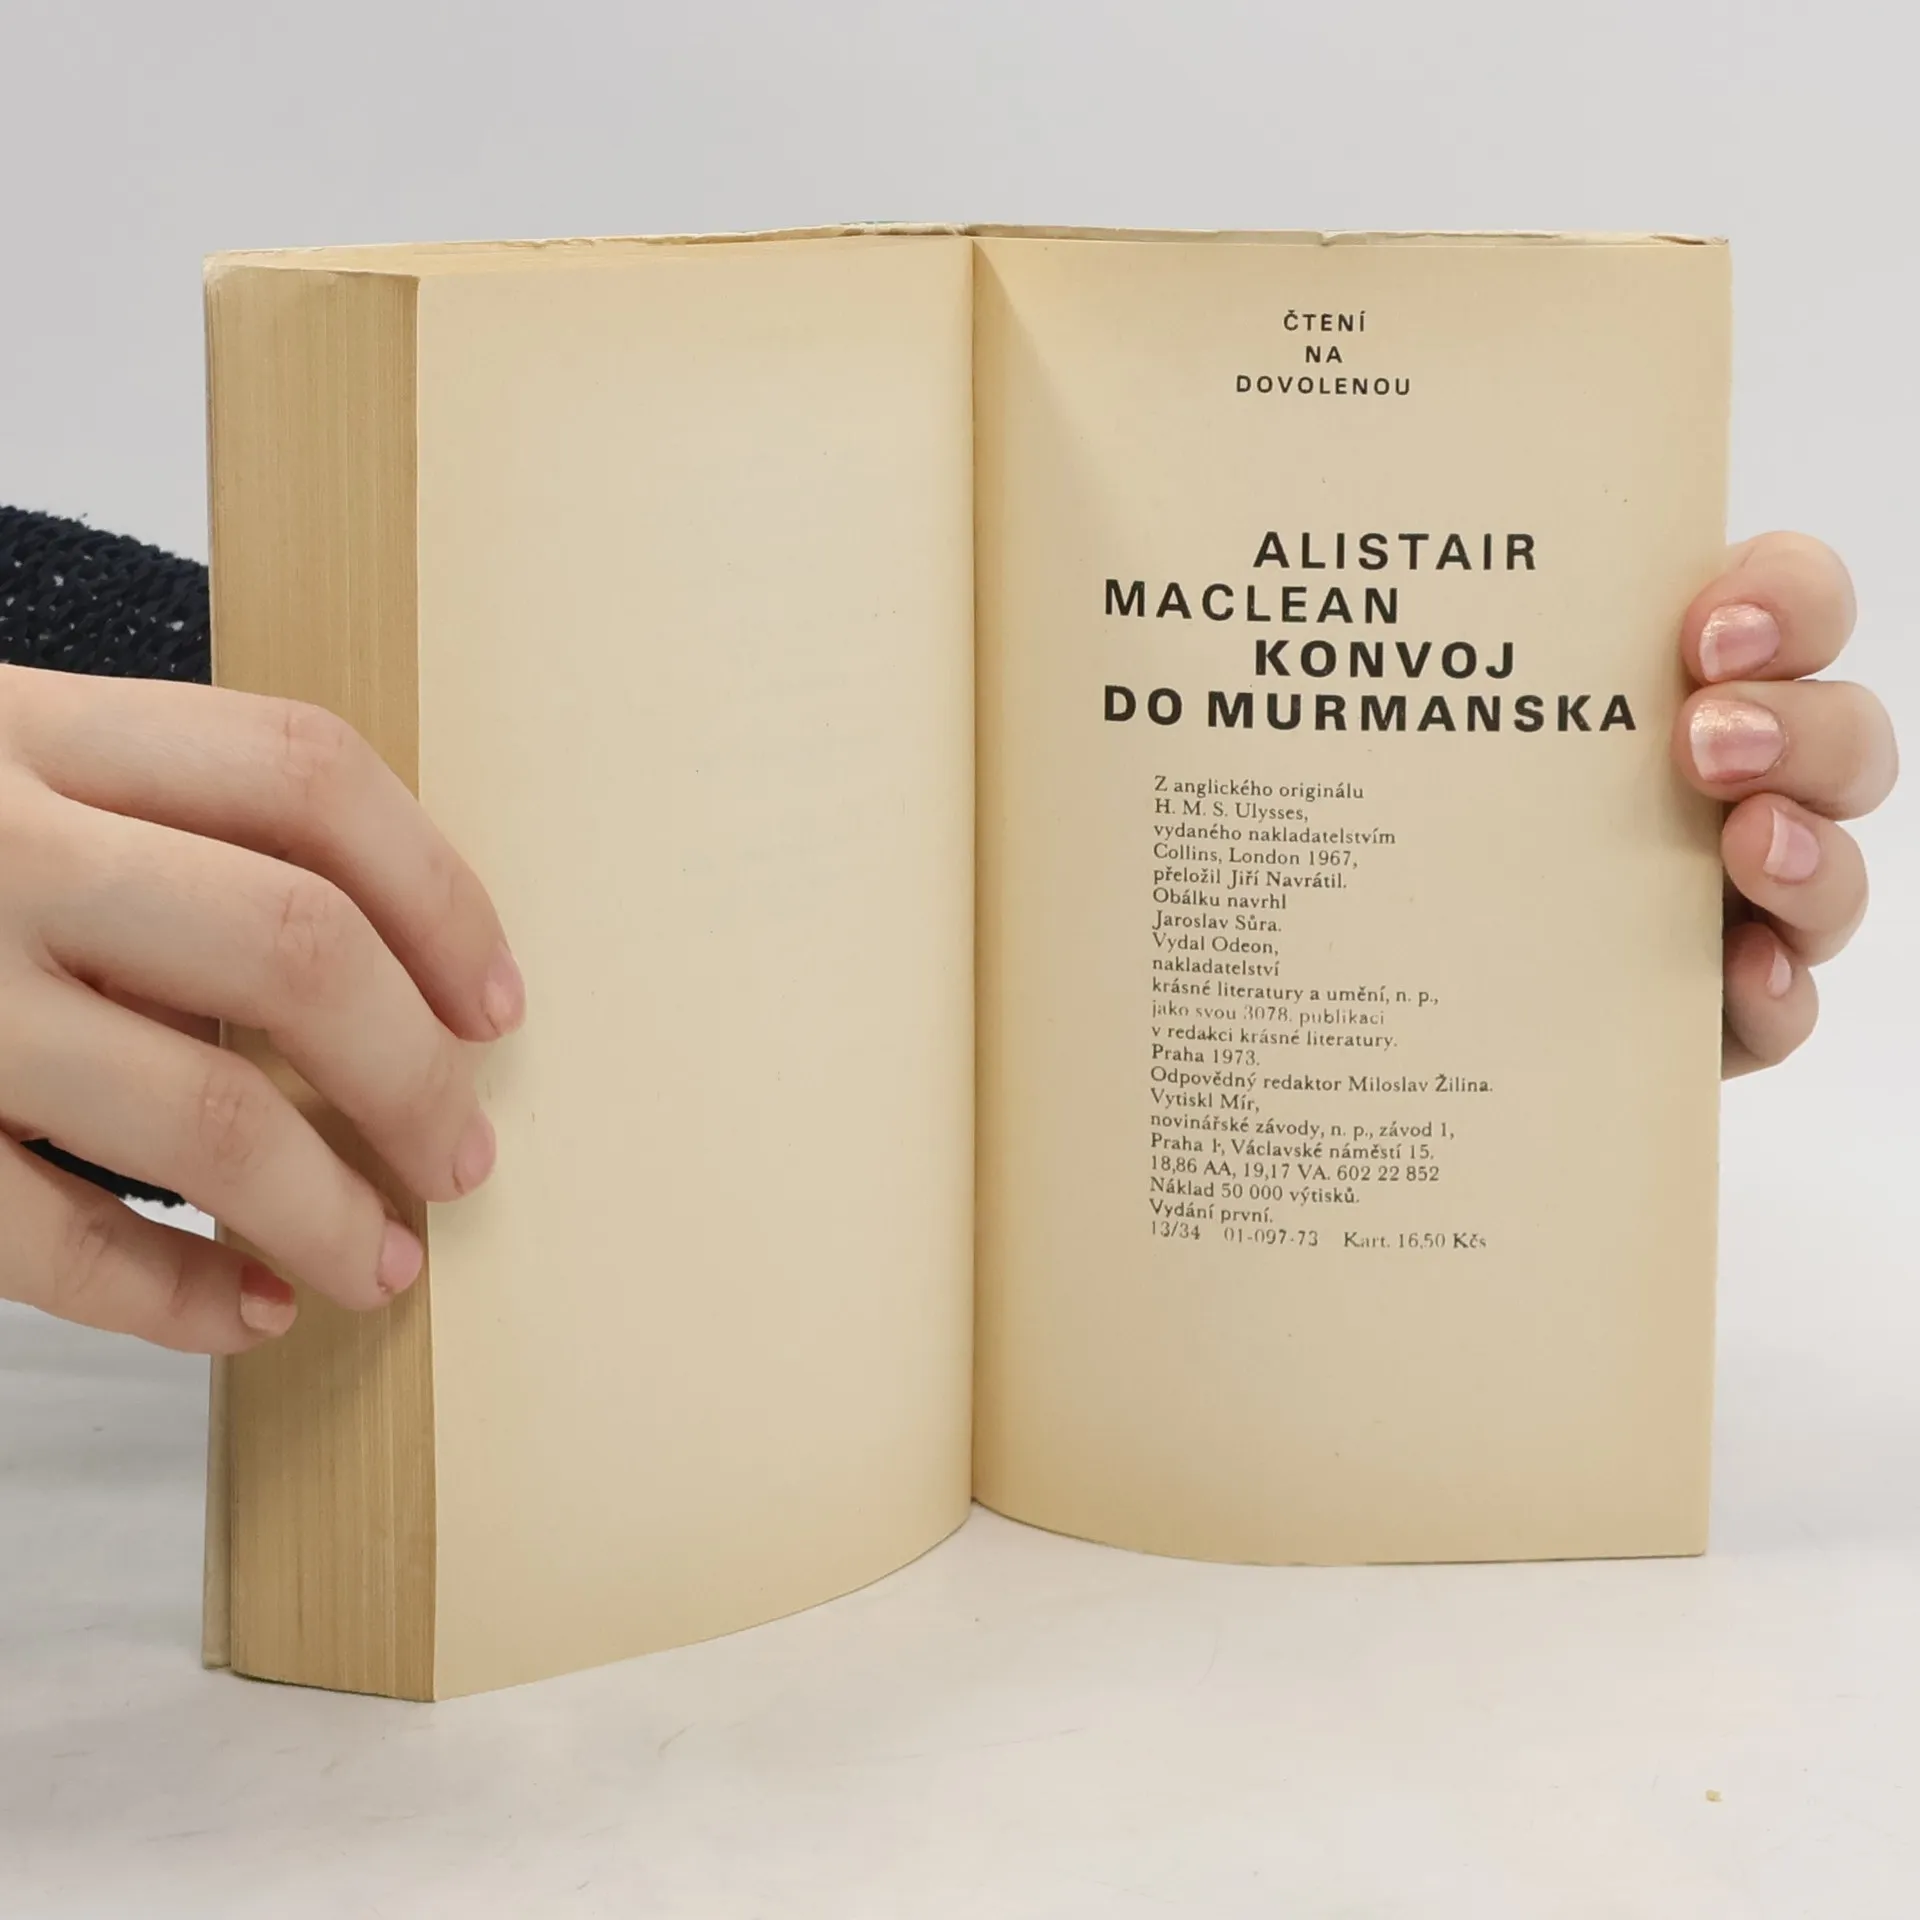 ČTENÍ
NA
DOVOLENOU
ALISTAIR
MACLEAN
KONVOJ
DO MURMANSKA
Z anglického originálu
H. M. S. Ulysses,
vydaného nakladatelstvím
Collins, London 1967,
přeložil Jiří Navrátil.
Obálku navrhl
Jaroslav Sůra.
Vydal Odeon,
nakladatelství
krásné literatury a umění, n. p.,
jako svou 3078. publikaci
v redakci krásné literatury.
Praha 1973.
Odpovědný redaktor Miloslav Žilina.
Vytiskl Mír,
novinářské závody, n. p., závod 1,
Praha 1, Václavské náměstí 15.
18,86 AA, 19,17 VA. 602 22 852
Náklad 50 000 výtisků.
Vydání první.
13/34 01-097-73 Kart. 16,50 Kčs